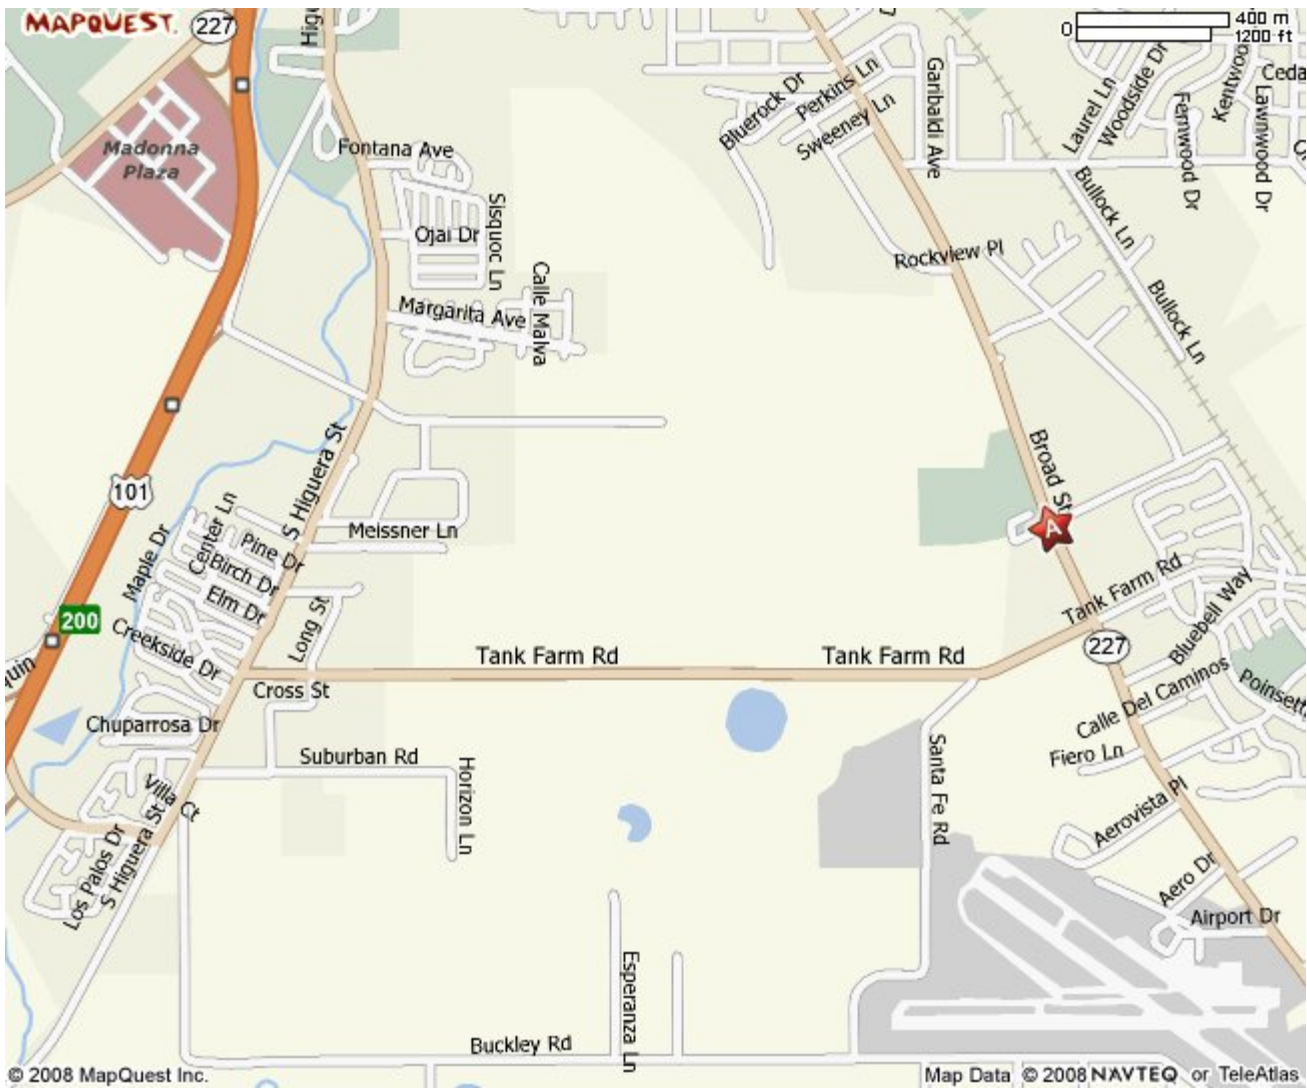 MAPQUEST.
227
400 m
0
1200 ft
Madonna
Plaza
Fontana Ave
Ojai Dr
Sisquoc Ln
Calle Malva
Margarita Ave
Bluerock Dr
Perkins Ln
Sweeney Ln
Garibaldi Ave
Laurel Ln
Woodside Dr
Fernwood Dr
Lawnwood Dr
Bullock Ln
Rockview Pl
Bullock Ln
101
S Higuera St
Broad St
A
Maple Dr
Center Ln
Pine Dr
Birch Dr
Elm Dr
Meissner Ln
Long St
Creekside Dr
200
Tank Farm Rd
Tank Farm Rd
Tank Farm Rd
227
Bluebell Way
Cross St
Chuparrosa Dr
Calle Del Caminos
Fiero Ln
Suburban Rd
Horizon Ln
Santa Fe Rd
Villa Ct
Los Palos Dr
S Higuera St
Aerovista Pl
Aero Dr
Airport Dr
Esperanza Ln
Buckley Rd
© 2008 MapQuest Inc.
Map Data © 2008 NAVTEQ or TeleAtlas